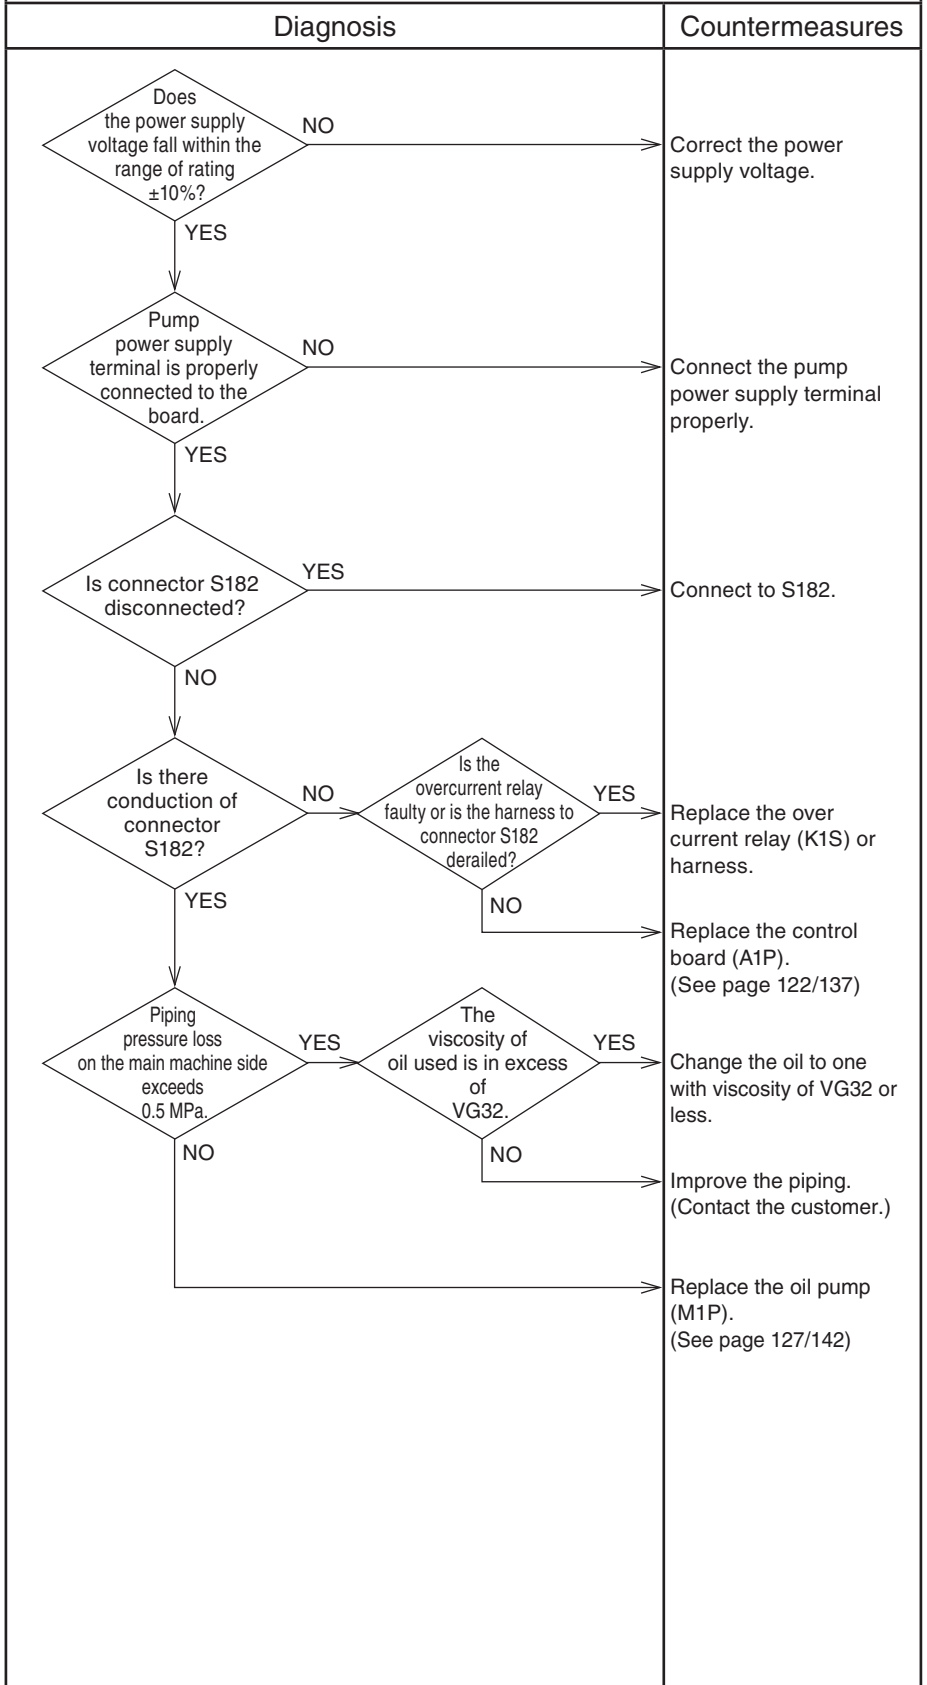 Diagnosis
Countermeasures
Does
the power supply
voltage fall within the
range of rating
±10%?
NO
Correct the power
supply voltage.
YES
Pump
power supply
terminal is properly
connected to the
board.
NO
Connect the pump
power supply terminal
properly.
YES
Is connector S182
disconnected?
YES
Connect to S182.
NO
Is there
conduction of
connector
S182?
NO
Is the
overcurrent relay
faulty or is the harness to
connector S182
derailed?
YES
Replace the over
current relay (K1S) or
harness.
NO
Replace the control
board (A1P).
(See page 122/137)
YES
Piping
pressure loss
on the main machine side
exceeds
0.5 MPa.
YES
The
viscosity of
oil used is in excess
of
VG32.
YES
Change the oil to one
with viscosity of VG32 or
less.
NO
Improve the piping.
(Contact the customer.)
NO
Replace the oil pump
(M1P).
(See page 127/142)